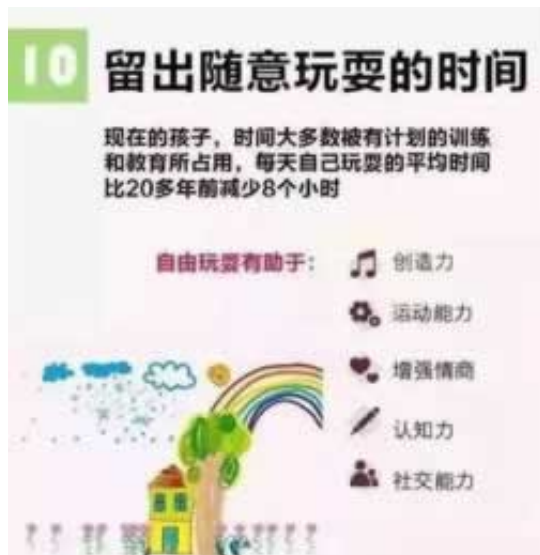 10
留出随意玩耍的时间
现在的孩子，时间大多数被有计划的训练
和教育所占用，每天自己玩耍的平均时间
比20多年前减少8个小时
自由玩耍有助于：
创造力
运动能力
增强情商
认知力
社交能力